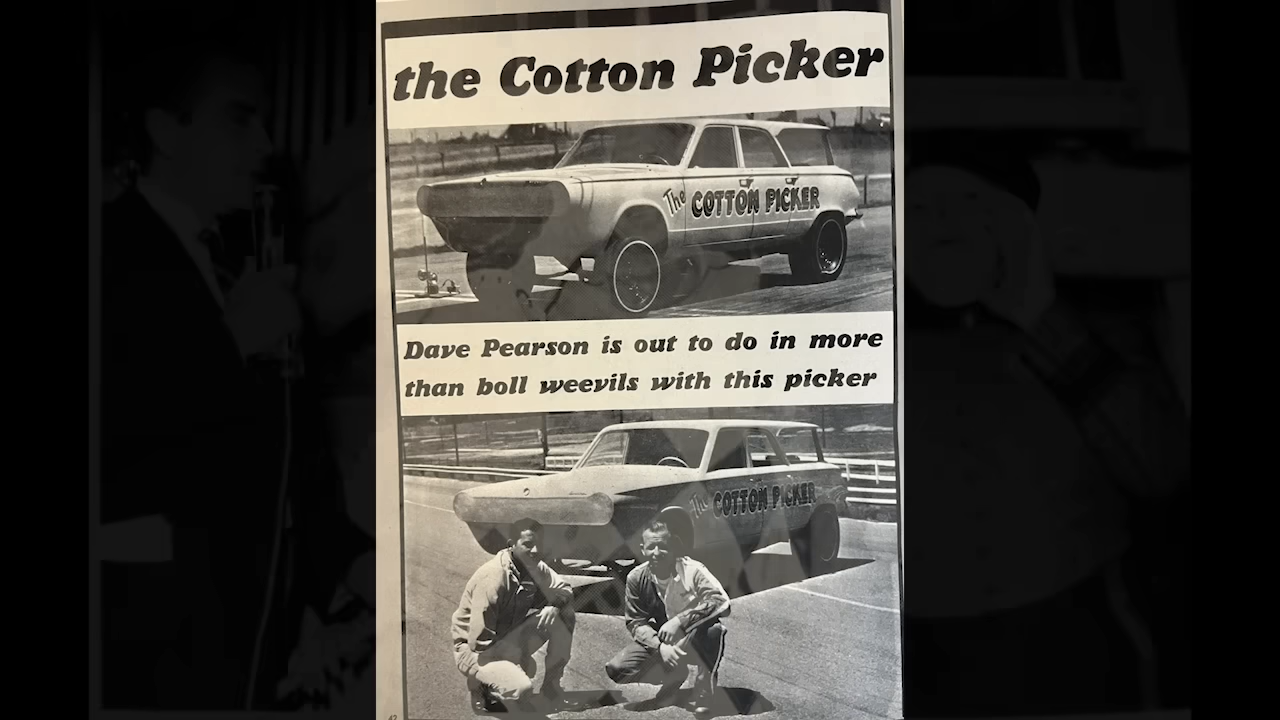 the Cotton Picker
The COTTON PICKER
Dave Pearson is out to do in more
than boll weevils with this picker
The COTTON PICKER
42